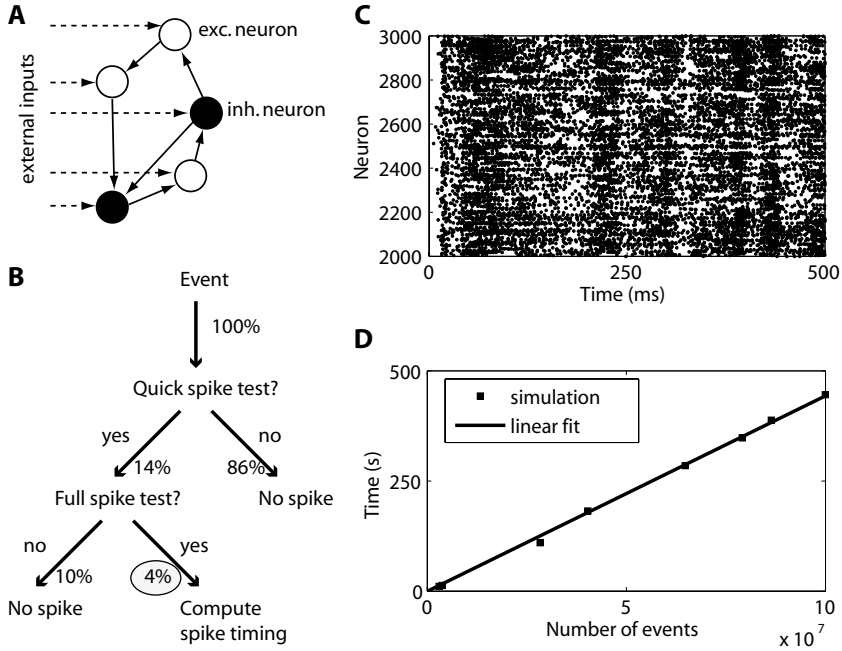 A
exc. neuron
inh. neuron
external inputs
B
Event
100%
Quick spike test?
yes
no
14%
86%
Full spike test?
No spike
no
yes
10%
4%
No spike
Compute
spike timing
C
3000
2800
2600
2400
2200
2000
Neuron
0
250
500
Time (ms)
D
500
250
0
Time (s)
simulation
linear fit
0
5
10
Number of events
x 10 7